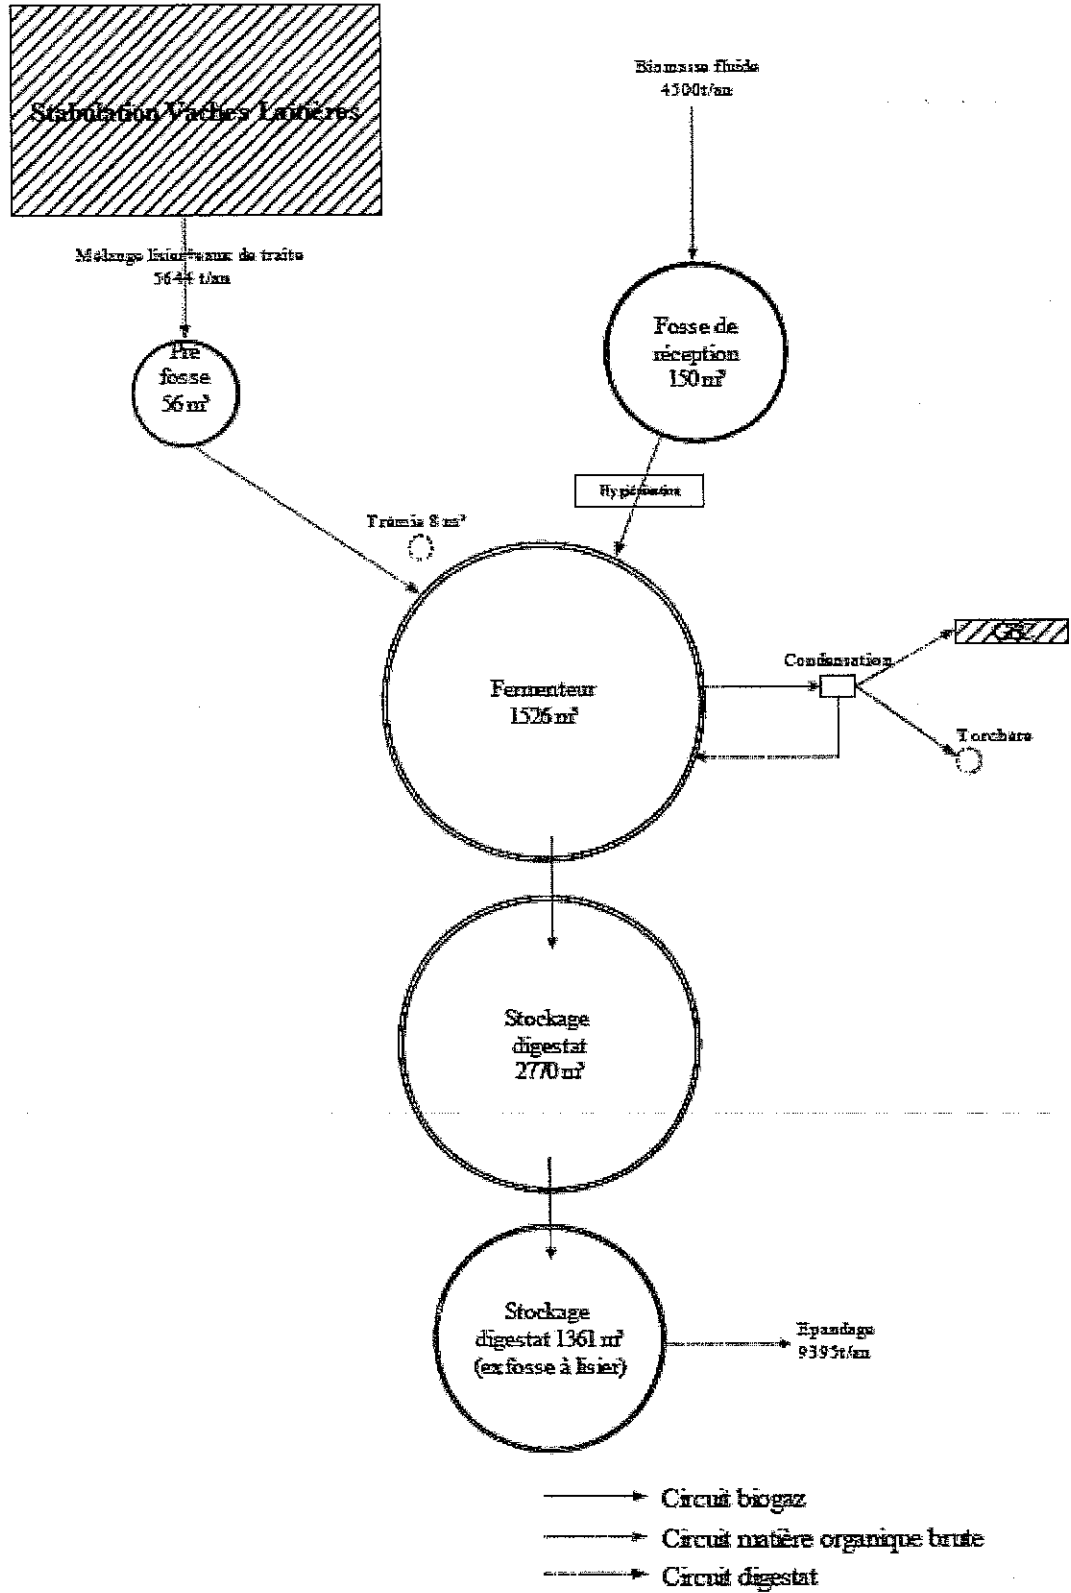 Stabulation Vaches Laitières
Biomasse fluide
4500t/an
Mélange lisier+eaux de traite
5644 t/an
Pré
fosse
56 m³
Fosse de
réception
150 m³
Hygiénisation
Trémie 8 m³
Fermenteur
1526 m³
Condensation
Torchère
Stockage
digestat
2770 m³
Stockage
digestat 1361 m³
(ex fosse à lisier)
Epandage
9395t/an
Circuit biogaz
Circuit matière organique brute
Circuit digestat